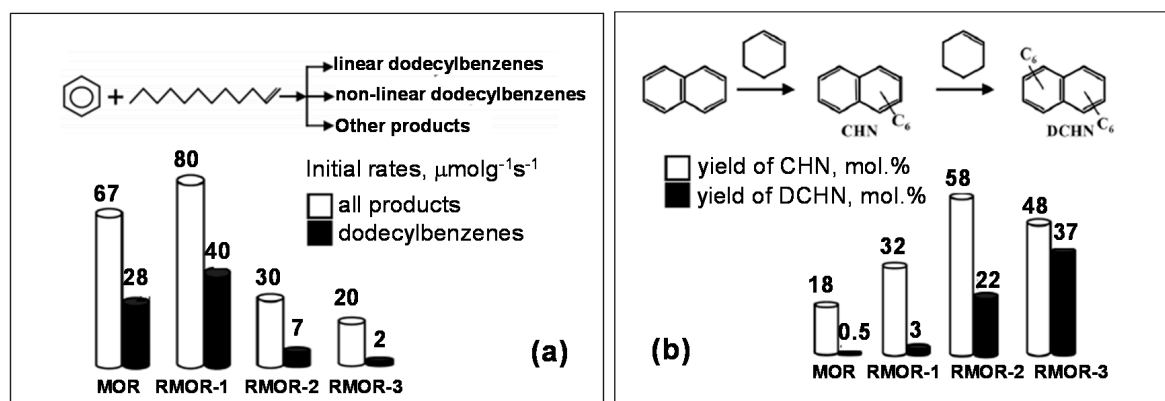 linear dodecylbenzenes
+
non-linear dodecylbenzenes
Other products
Initial rates, μmolg⁻¹s⁻¹
all products
dodecylbenzenes
67
28
80
40
30
7
20
2
MOR RMOR-1 RMOR-2 RMOR-3
(a)
C₆
C₆
CHN
C₆
DCHN
yield of CHN, mol.%
yield of DCHN, mol.%
18
0.5
32
3
58
22
48
37
MOR RMOR-1 RMOR-2 RMOR-3
(b)